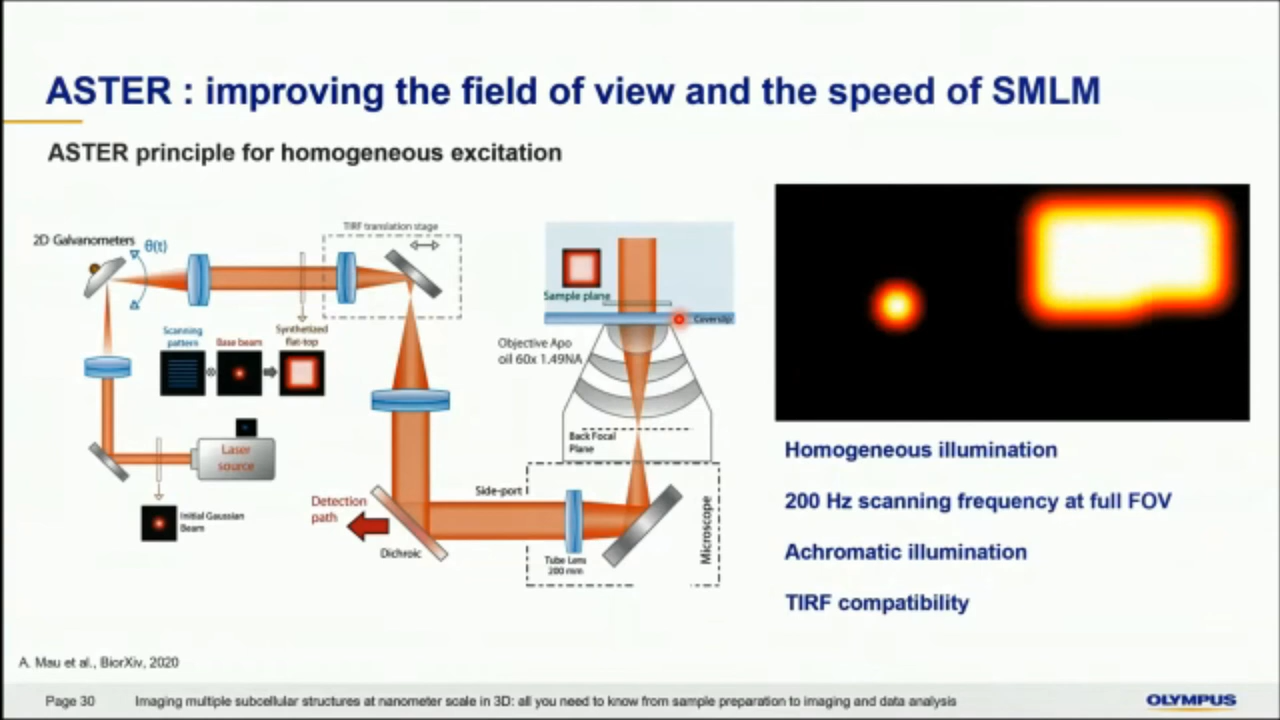 ASTER : improving the field of view and the speed of SMLM
ASTER principle for homogeneous excitation
TIRF translation stage
2D Galvanometers
θ(t)
Sample plane
Coverslip
Scanning
pattern
Base beam
Synthetized
flat-top
Objective Apo
oil 60x 1.49NA
Back Focal
Plane
Laser
source
Initial Gaussian
Beam
Detection
path
Side-port
Dichroic
Tube Lens
200 mm
Microscope
Homogeneous illumination
200 Hz scanning frequency at full FOV
Achromatic illumination
TIRF compatibility
A. Mau et al., BiorXiv, 2020
Page 30
Imaging multiple subcellular structures at nanometer scale in 3D: all you need to know from sample preparation to imaging and data analysis
OLYMPUS